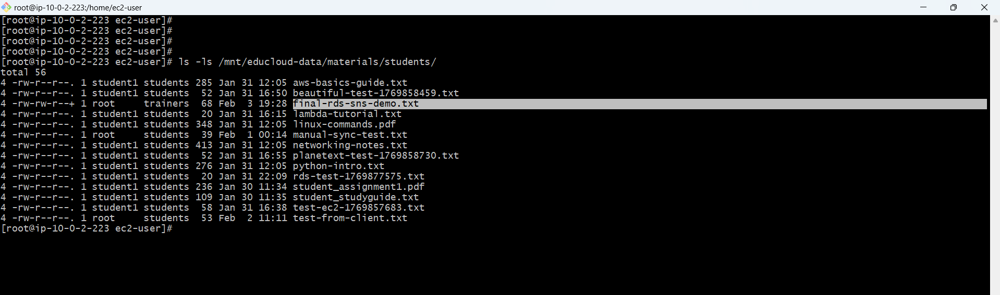 root@ip-10-0-2-223:/home/ec2-user
[root@ip-10-0-2-223 ec2-user]#
[root@ip-10-0-2-223 ec2-user]#
[root@ip-10-0-2-223 ec2-user]#
[root@ip-10-0-2-223 ec2-user]#
[root@ip-10-0-2-223 ec2-user]# ls -ls /mnt/educloud-data/materials/students/
total 56
4 -rw-r--r--. 1 student1 students 285 Jan 31 12:05 aws-basics-guide.txt
4 -rw-r--r--. 1 student1 students  52 Jan 31 16:50 beautiful-test-1769858459.txt
4 -rw-rw-r--+ 1 root     trainers  68 Feb  3 19:28 final-rds-sns-demo.txt
4 -rw-r--r--. 1 student1 students  20 Jan 31 16:15 lambda-tutorial.txt
4 -rw-r--r--. 1 student1 students 348 Jan 31 12:05 linux-commands.pdf
4 -rw-r--r--. 1 root     students  39 Feb  1 00:14 manual-sync-test.txt
4 -rw-r--r--. 1 student1 students 413 Jan 31 12:05 networking-notes.txt
4 -rw-r--r--. 1 student1 students  52 Jan 31 16:55 planetext-test-1769858730.txt
4 -rw-r--r--. 1 student1 students 276 Jan 31 12:05 python-intro.txt
4 -rw-r--r--. 1 student1 students  20 Jan 31 22:09 rds-test-1769877575.txt
4 -rw-r--r--. 1 student1 students 236 Jan 30 11:34 student_assignment1.pdf
4 -rw-r--r--. 1 student1 students 109 Jan 30 11:35 student_studyguide.txt
4 -rw-r--r--. 1 student1 students  58 Jan 31 16:38 test-ec2-1769857683.txt
4 -rw-r--r--. 1 root     students  53 Feb  2 11:11 test-from-client.txt
[root@ip-10-0-2-223 ec2-user]#